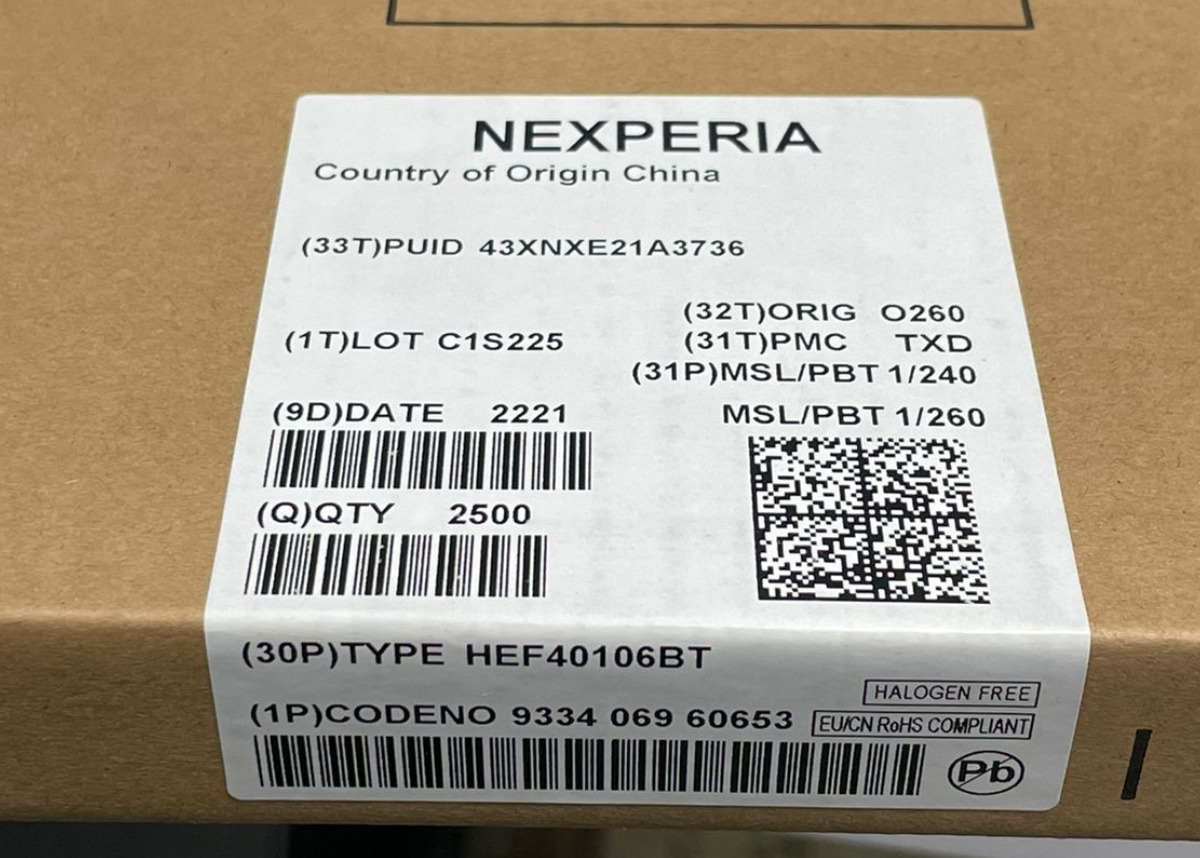 NEXPERIA
Country of Origin China
(33T)PUID 43XNXE21A3736
(32T)ORIG O260
(1T)LOT C1S225
(31T)PMC TXD
(31P)MSL/PBT 1/240
(9D)DATE 2221
MSL/PBT 1/260
(Q)QTY 2500
(30P)TYPE HEF40106BT
HALOGEN FREE
(1P)CODENO 9334 069 60653
EU/CN RoHS COMPLIANT
Pb